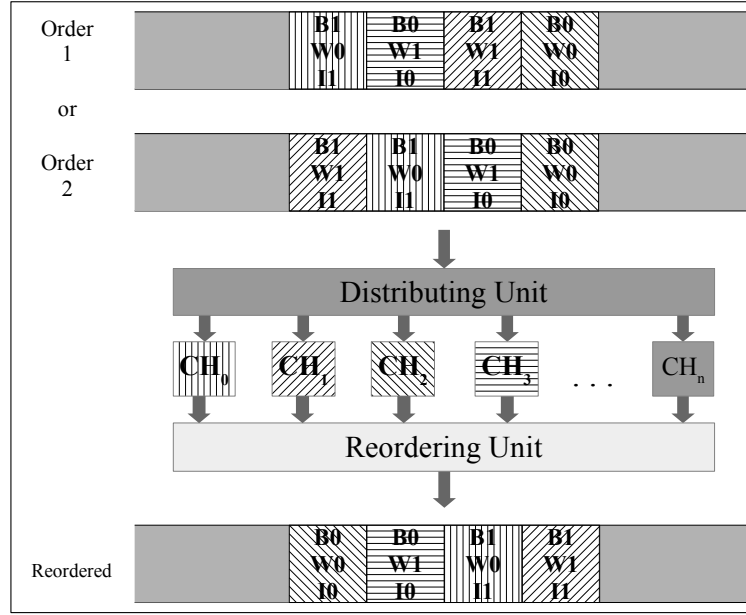 Order
1
B1 B0 B1 B0
W0 W1 W1 W0
I1 I0 I1 I0
or
Order
2
B1 B1 B0 B0
W1 W0 W1 W0
I1 I1 I0 I0
Distributing Unit
CH0 CH1 CH2 CH3 . . . CHn
Reordering Unit
Reordered
B0 B0 B1 B1
W0 W1 W0 W1
I0 I0 I1 I1